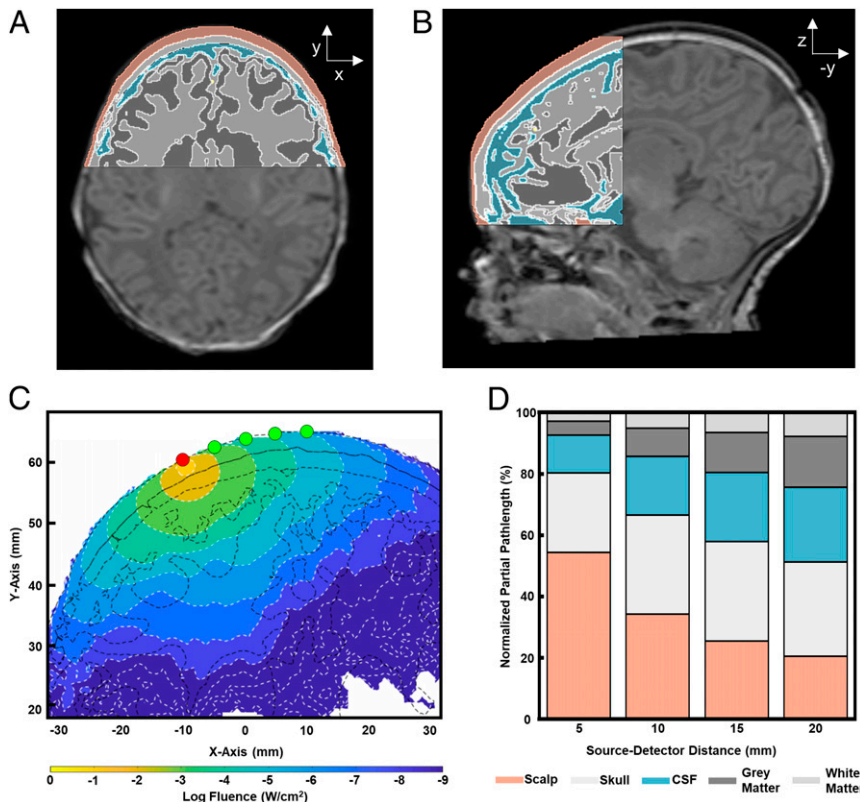 A
y
x
B
z
-y
C
60
50
40
30
20
Y-Axis (mm)
-30 -20 -10 0 10 20 30
X-Axis (mm)
0 -1 -2 -3 -4 -5 -6 -7 -8 -9
Log Fluence (W/cm²)
D
100
80
60
40
20
0
Normalized Partial Pathlength (%)
5 10 15 20
Source-Detector Distance (mm)
Scalp Skull CSF Grey Matter White Matter